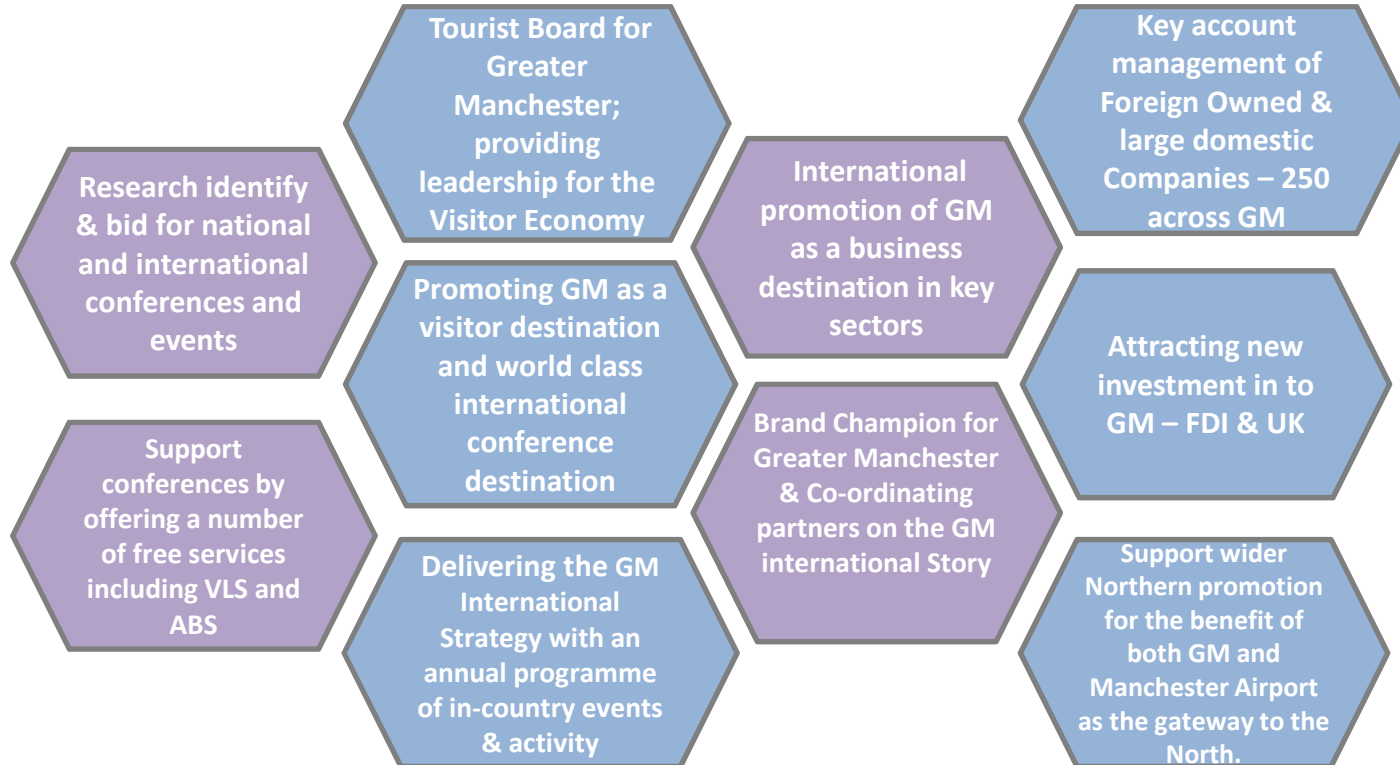 Research identify
& bid for national
and international
conferences and
events
Support
conferences by
offering a number
of free services
including VLS and
ABS
Tourist Board for
Greater
Manchester;
providing
leadership for the
Visitor Economy
Promoting GM as a
visitor destination
and world class
international
conference
destination
Delivering the GM
International
Strategy with an
annual programme
of in-country events
& activity
International
promotion of GM
as a business
destination in key
sectors
Brand Champion for
Greater Manchester
& Co-ordinating
partners on the GM
international Story
Key account
management of
Foreign Owned &
large domestic
Companies – 250
across GM
Attracting new
investment in to
GM – FDI & UK
Support wider
Northern promotion
for the benefit of
both GM and
Manchester Airport
as the gateway to the
North.